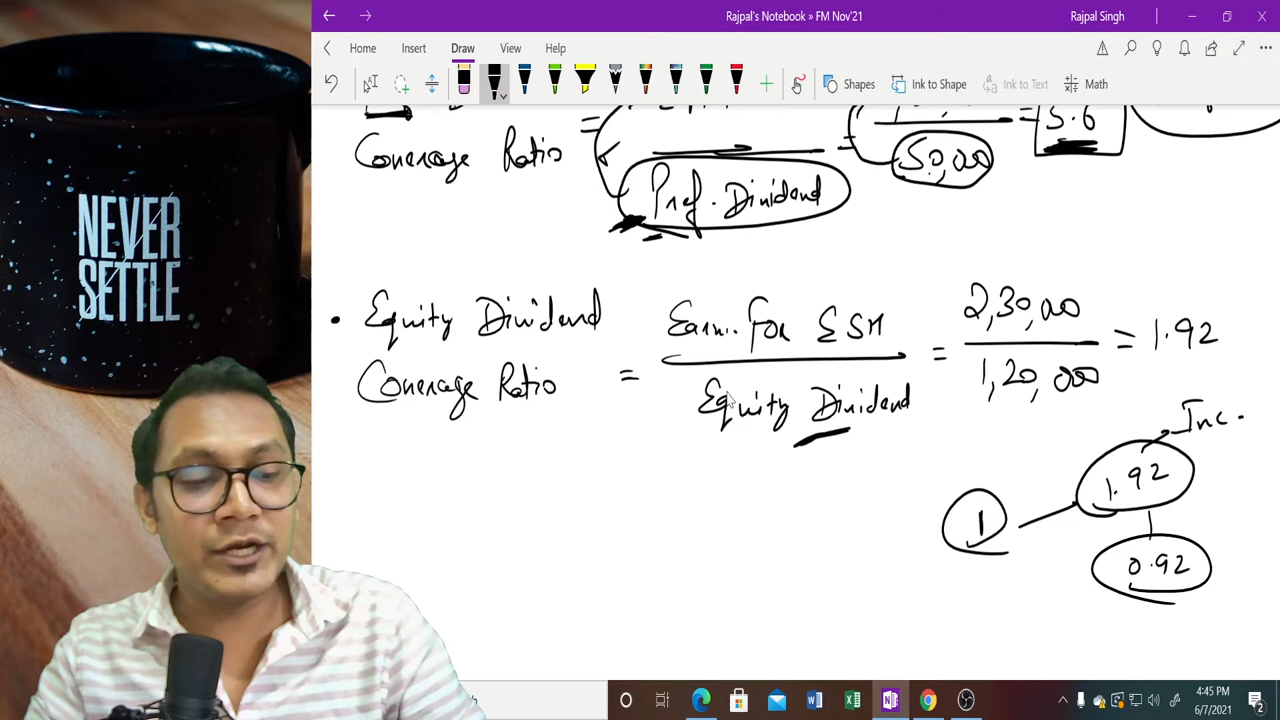 Rajpal's Notebook » FM Nov'21
Rajpal Singh
Home Insert Draw View Help
Shapes Ink to Shape Ink to Text Math
NEVER
SETTLE
Coverage Ratio =
Pref. Dividend
= 50,000 = 5.6
• Equity Dividend
Coverage Ratio = Earn. For ESH = 2,30,000 = 1.92
Equity Dividend 1,20,000
Inc.
1.92
1
0.92
4:45 PM
6/7/2021
2